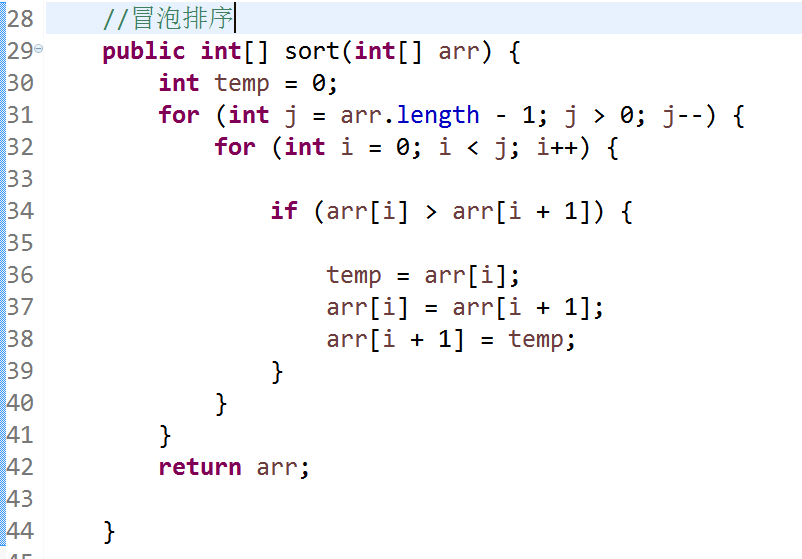 28 //冒泡排序
29 public int[] sort(int[] arr) {
30 int temp = 0;
31 for (int j = arr.length - 1; j > 0; j--) {
32 for (int i = 0; i < j; i++) {
33
34 if (arr[i] > arr[i + 1]) {
35
36 temp = arr[i];
37 arr[i] = arr[i + 1];
38 arr[i + 1] = temp;
39 }
40 }
41 }
42 return arr;
43
44 }